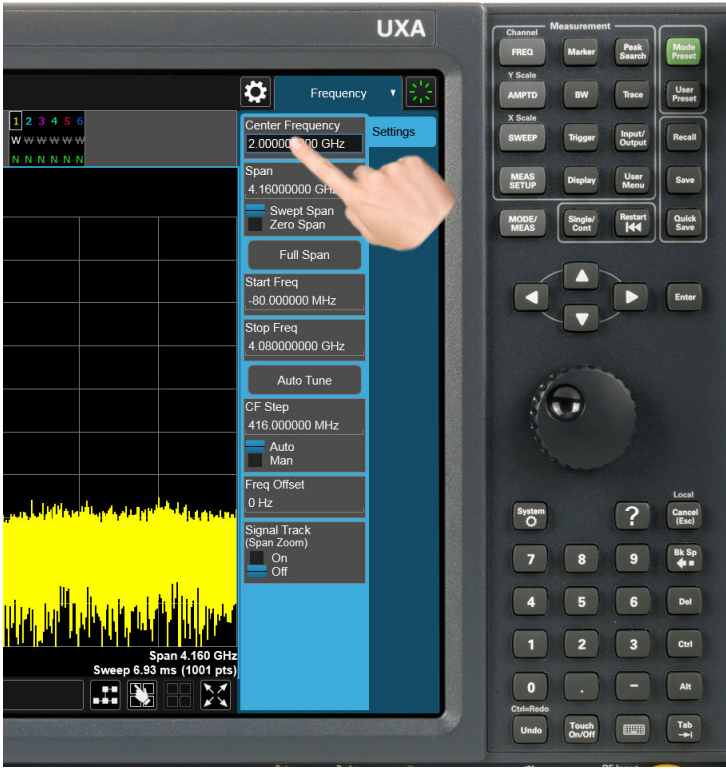 UXA
Frequency
1 2 3 4 5 6
W W W W W W
N N N N N N
Center Frequency
GHz
Settings
Span
4.16000000
Swept Span
Zero Span
Full Span
Start Freq
-80.000000 MHz
Stop Freq
4.080000000 GHz
Auto Tune
CF Step
416.000000 MHz
Auto
Man
Freq Offset
0 Hz
Signal Track
(Span Zoom)
On
Off
Span 4.160 GHz
Sweep 6.93 ms (1001 pts)
Measurement
Channel
FREQ
Marker
Peak
Search
Mode
Preset
Y Scale
AMPTD
BW
Trace
User
Preset
X Scale
SWEEP
Trigger
Input/
Output
Recall
MEAS
SETUP
Display
User
Menu
Save
MODE/
MEAS
Single/
Cont
Restart
Quick
Save
Enter
System
?
Local
Cancel
(Esc)
7
8
9
Bk Sp
4
5
6
Del
1
2
3
Ctrl
0
.
-
Alt
Ctrl=Redo
Undo
Touch
On/Off
Tab